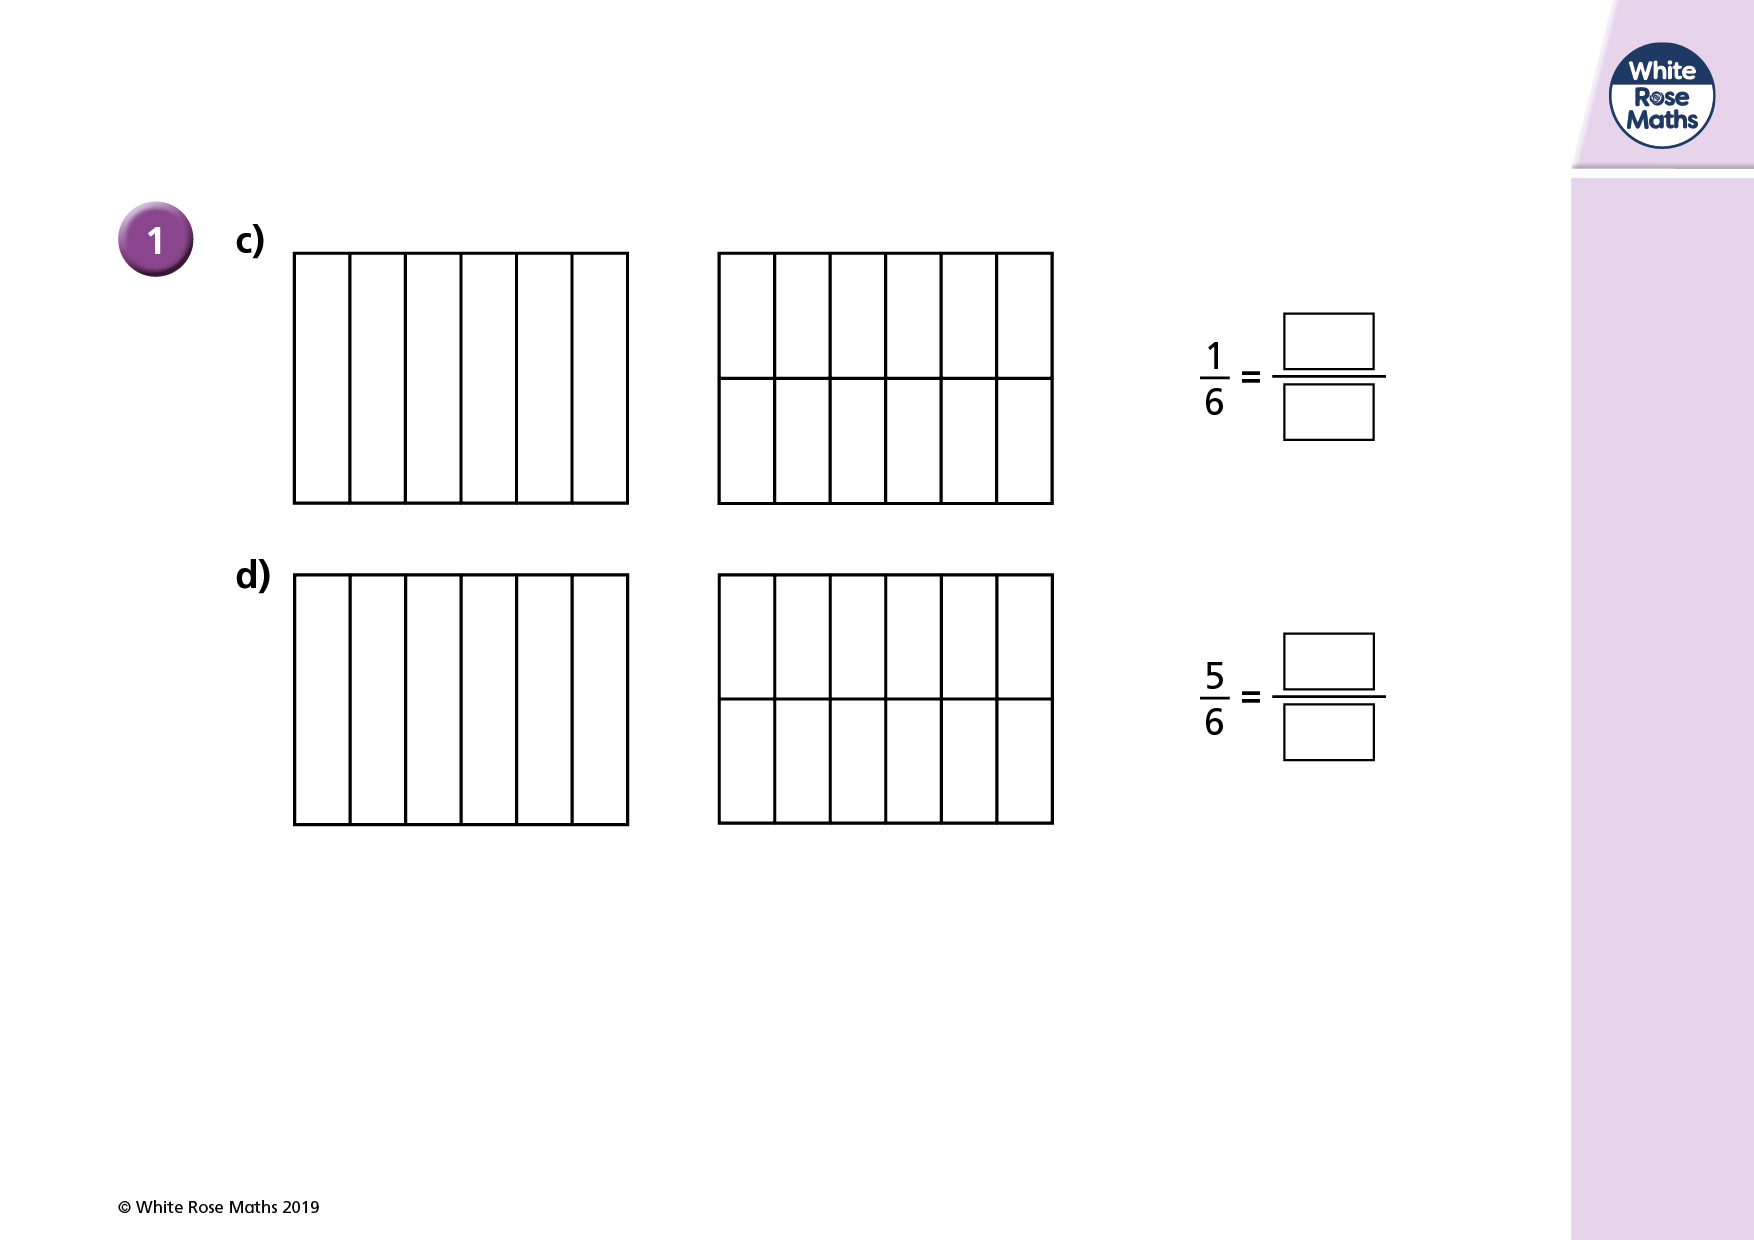 White
Rose
Maths
1
c)
1
6
=
d)
5
6
=
© White Rose Maths 2019